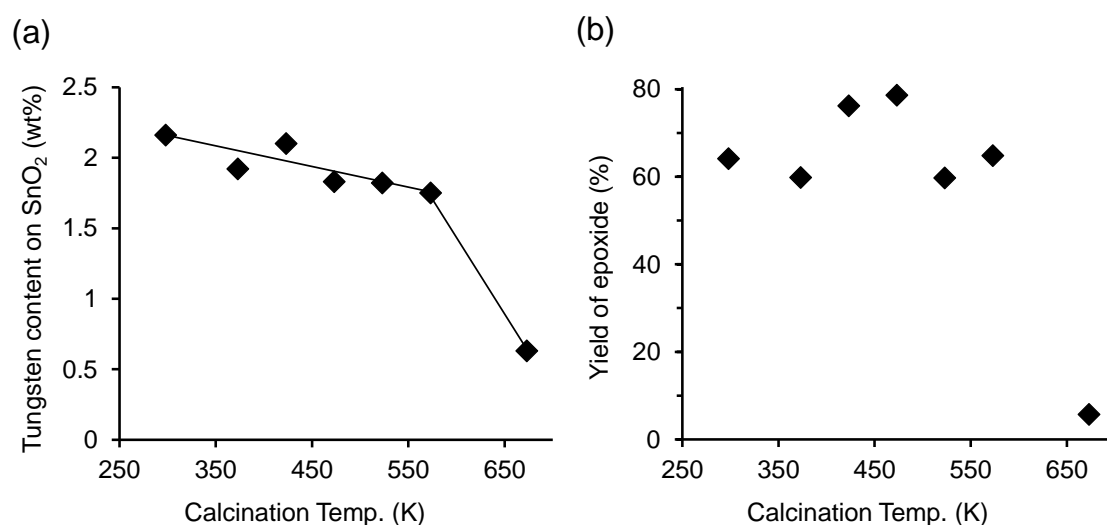 (a)
2.5
2
1.5
1
0.5
0
250 350 450 550 650
Calcination Temp. (K)
Tungsten content on SnO₂ (wt%)
(b)
80
60
40
20
0
250 350 450 550 650
Calcination Temp. (K)
Yield of epoxide (%)